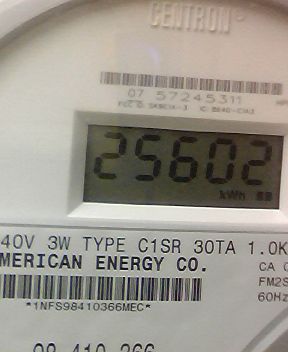 CENTRON
07 57245311
25602
kWh
40V 3W TYPE C1SR 30TA 1.0K
MERICAN ENERGY CO.
CA
FM2S
60Hz
*1NFS98410366MEC*